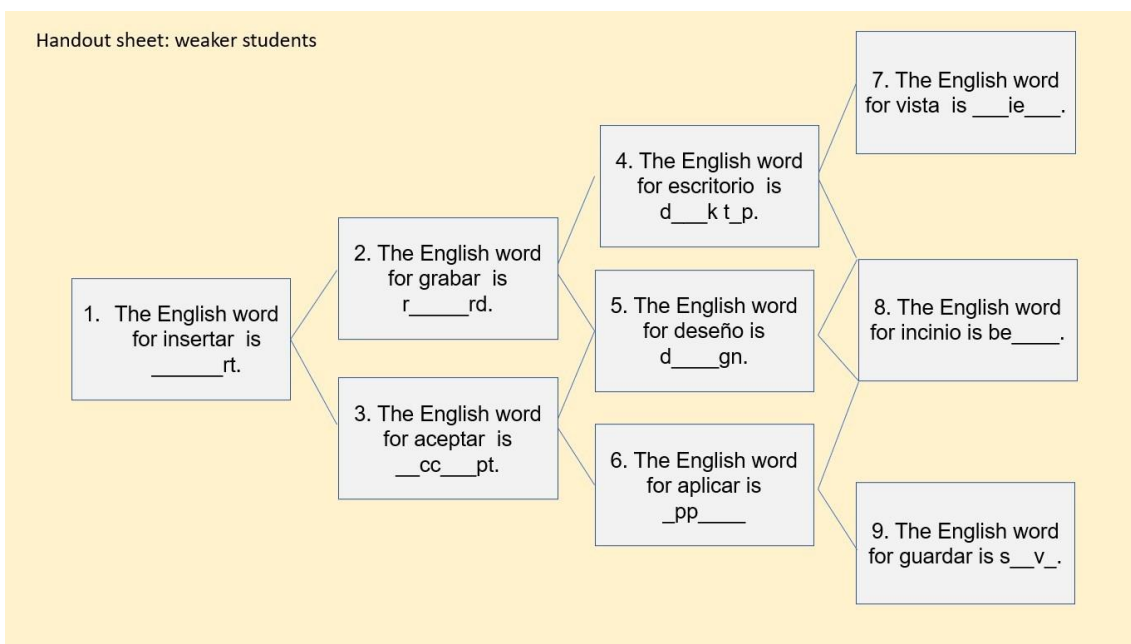 Handout sheet: weaker students
1. The English word
for insertar is
______rt.
2. The English word
for grabar is
r_____rd.
3. The English word
for aceptar is
__cc___pt.
4. The English word
for escritorio is
d___k t_p.
5. The English word
for deseño is
d____gn.
6. The English word
for aplicar is
_pp____
7. The English word
for vista is ___ie___.
8. The English word
for incinio is be____.
9. The English word
for guardar is s__v_.